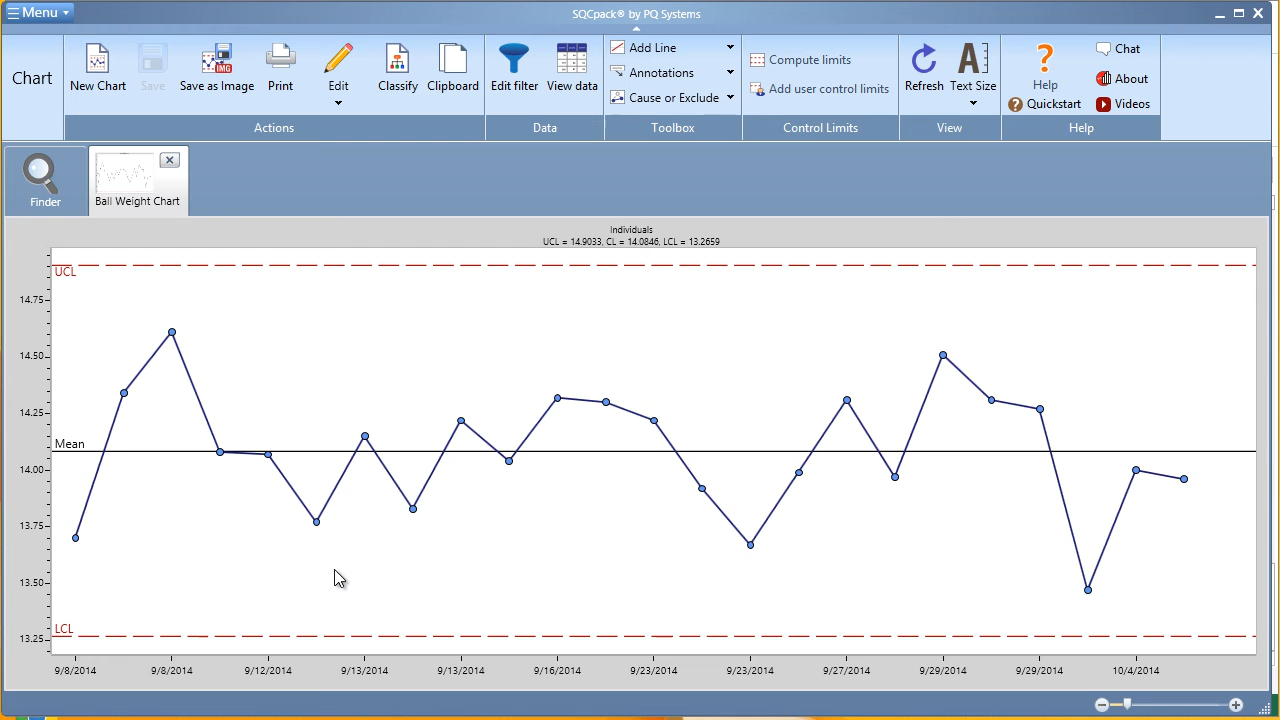 Menu
SQCpack® by PQ Systems
Chart
New Chart
Save
Save as Image
Print
Edit
Classify
Clipboard
Actions
Edit filter
View data
Data
Add Line
Annotations
Cause or Exclude
Toolbox
Compute limits
Add user control limits
Control Limits
Refresh
Text Size
View
Help
Quickstart
Chat
About
Videos
Help
IMG
A
Finder
Ball Weight Chart
Individuals
UCL = 14.9033, CL = 14.0846, LCL = 13.2659
UCL
14.75
14.50
14.25
Mean
14.00
13.75
13.50
LCL
13.25
9/8/2014 9/8/2014 9/12/2014 9/13/2014 9/13/2014 9/16/2014 9/23/2014 9/23/2014 9/27/2014 9/29/2014 9/29/2014 10/4/2014